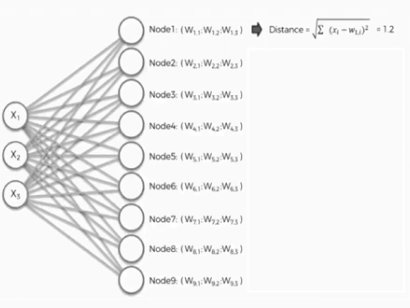 Node1: (W1,1;W1,2;W1,3) Distance = √Σ (xᵢ − w1,i)² = 1.2
Node2: (W2,1;W2,2;W2,3)
Node3: (W3,1;W3,2;W3,3)
X1 Node4: (W4,1;W4,2;W4,3)
X2 Node5: (W5,1;W5,2;W5,3)
X3 Node6: (W6,1;W6,2;W6,3)
Node7: (W7,1;W7,2;W7,3)
Node8: (W8,1;W8,2;W8,3)
Node9: (W9,1;W9,2;W9,3)